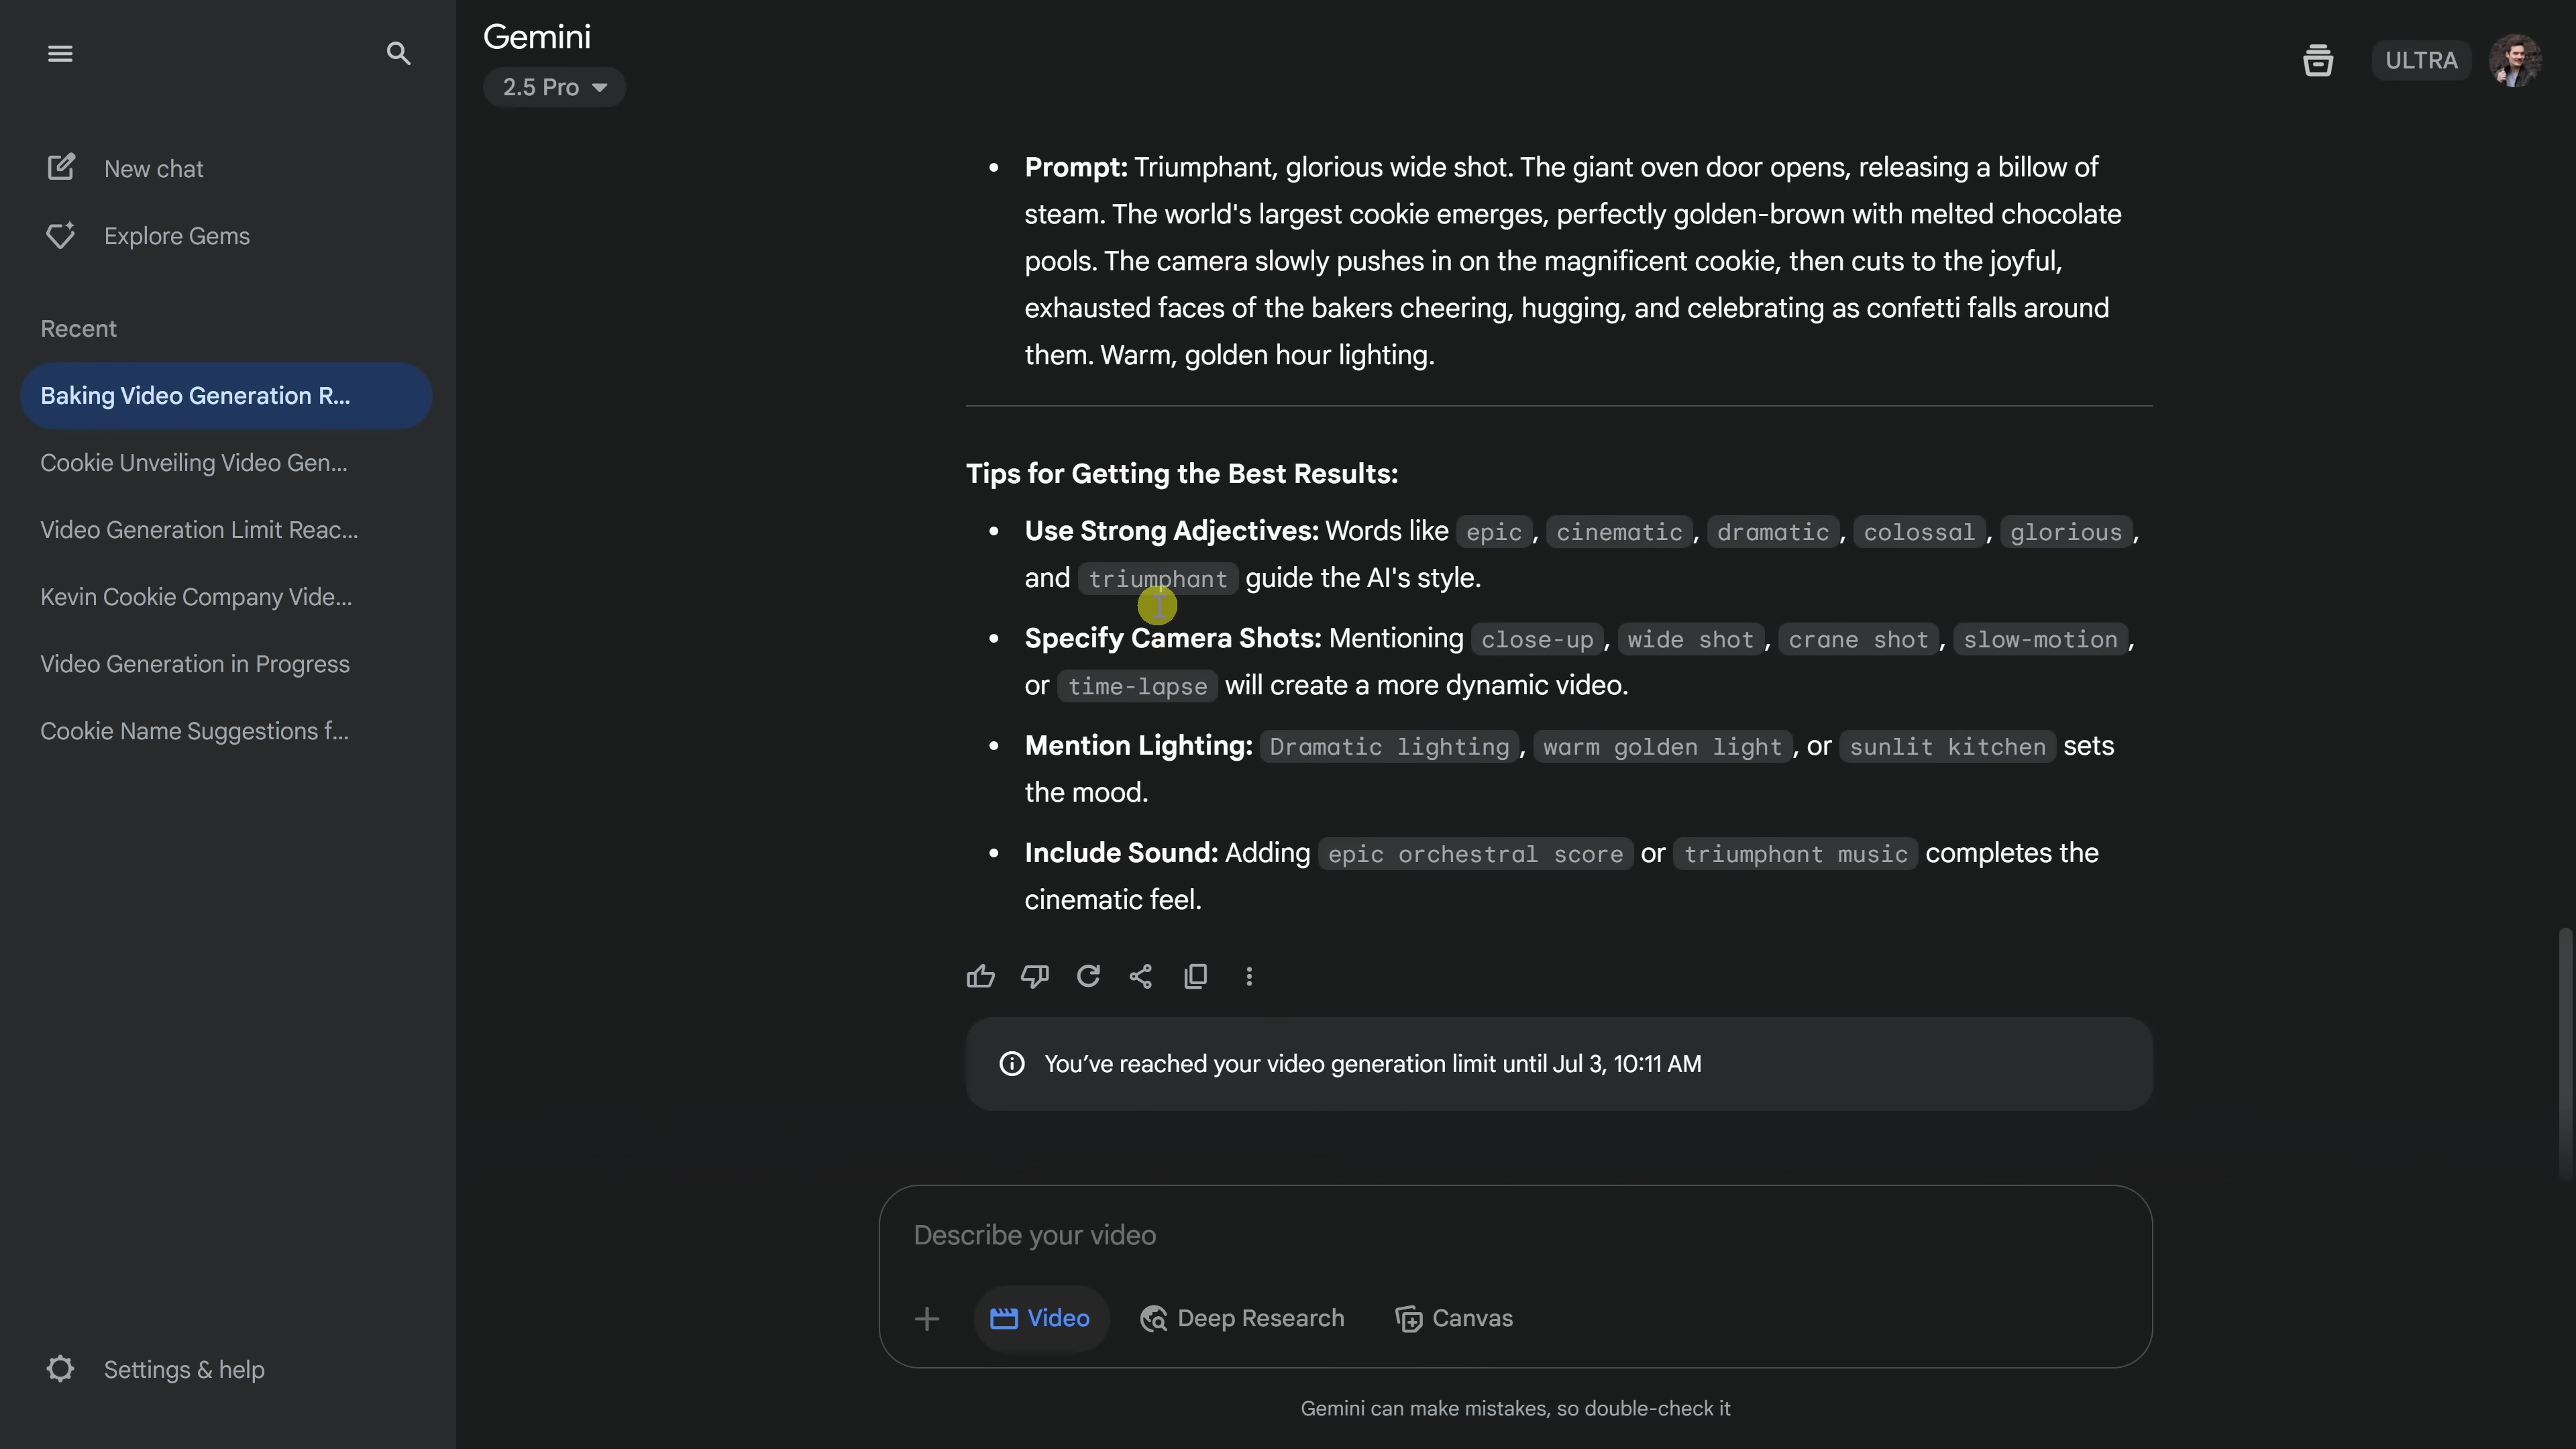 Gemini
2.5 Pro
ULTRA
New chat
Explore Gems
Recent
Baking Video Generation R...
Cookie Unveiling Video Gen...
Video Generation Limit Reac...
Kevin Cookie Company Vide...
Video Generation in Progress
Cookie Name Suggestions f...
Settings & help
• Prompt: Triumphant, glorious wide shot. The giant oven door opens, releasing a billow of
steam. The world's largest cookie emerges, perfectly golden-brown with melted chocolate
pools. The camera slowly pushes in on the magnificent cookie, then cuts to the joyful,
exhausted faces of the bakers cheering, hugging, and celebrating as confetti falls around
them. Warm, golden hour lighting.
Tips for Getting the Best Results:
• Use Strong Adjectives: Words like epic, cinematic, dramatic, colossal, glorious,
and triumphant guide the AI's style.
• Specify Camera Shots: Mentioning close-up, wide shot, crane shot, slow-motion,
or time-lapse will create a more dynamic video.
• Mention Lighting: Dramatic lighting, warm golden light, or sunlit kitchen sets
the mood.
• Include Sound: Adding epic orchestral score or triumphant music completes the
cinematic feel.
You’ve reached your video generation limit until Jul 3, 10:11 AM
Describe your video
Video
Deep Research
Canvas
Gemini can make mistakes, so double-check it